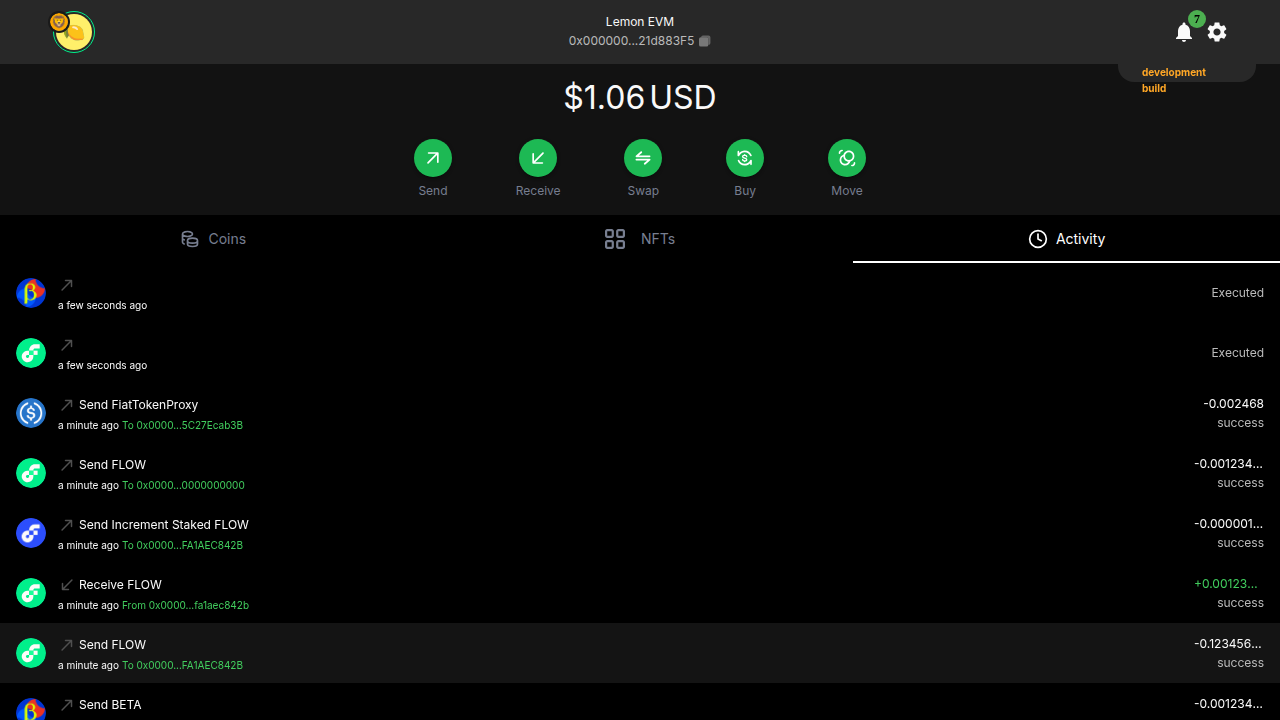 Lemon EVM
0x000000...21d883F5
7
development
build
$1.06 USD
Send
Receive
Swap
Buy
Move
Coins
NFTs
Activity
a few seconds ago
Executed
a few seconds ago
Executed
Send FiatTokenProxy
-0.002468
a minute ago To 0x0000...5C27Ecab3B
success
Send FLOW
-0.001234...
a minute ago To 0x0000...0000000000
success
Send Increment Staked FLOW
-0.000001...
a minute ago To 0x0000...FA1AEC842B
success
Receive FLOW
+0.00123...
a minute ago From 0x0000...fa1aec842b
success
Send FLOW
-0.123456...
a minute ago To 0x0000...FA1AEC842B
success
Send BETA
-0.001234...